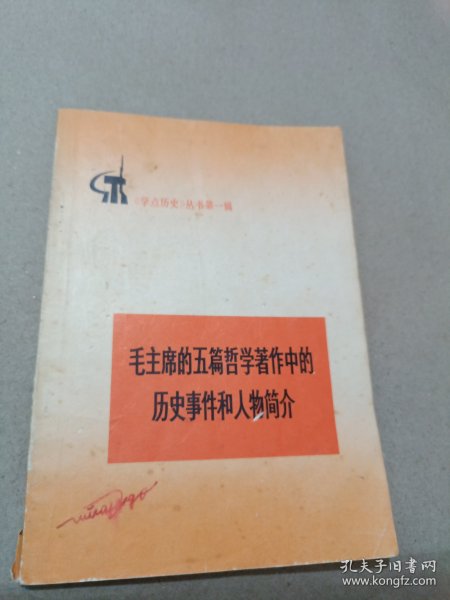 《学点历史》丛书第一辑
毛主席的五篇哲学著作中的
历史事件和人物简介
孔夫子旧书网
www.kongfz.com